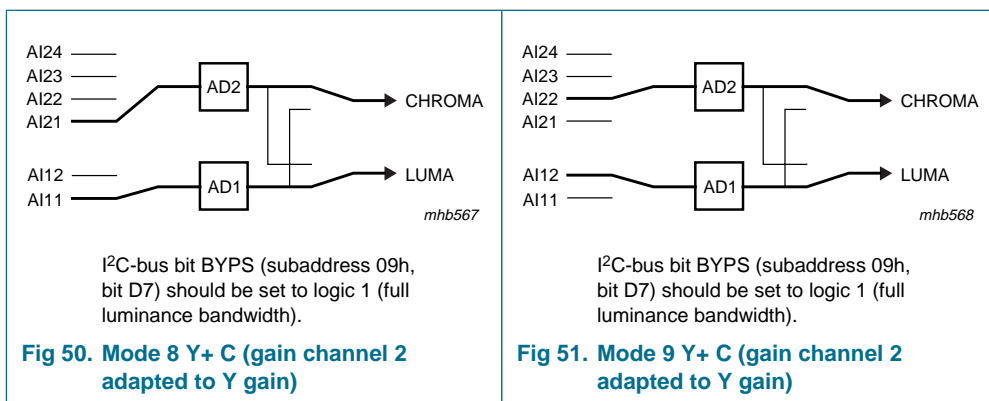 AI24
AI23
AI22
AI21
AD2
CHROMA
AI12
AI11
AD1
LUMA
mhb567
I²C-bus bit BYPS (subaddress 09h,
bit D7) should be set to logic 1 (full
luminance bandwidth).
Fig 50. Mode 8 Y+ C (gain channel 2
adapted to Y gain)
AI24
AI23
AI22
AI21
AD2
CHROMA
AI12
AI11
AD1
LUMA
mhb568
I²C-bus bit BYPS (subaddress 09h,
bit D7) should be set to logic 1 (full
luminance bandwidth).
Fig 51. Mode 9 Y+ C (gain channel 2
adapted to Y gain)